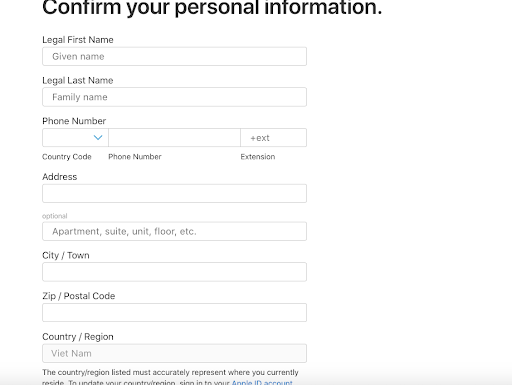 Confirm your personal information.
Legal First Name
Given name
Legal Last Name
Family name
Phone Number
+ext
Country Code Phone Number Extension
Address
optional
Apartment, suite, unit, floor, etc.
City / Town
Zip / Postal Code
Country / Region
Viet Nam
The country/region listed must accurately represent where you currently
reside. To update your country/region, sign in to your Apple ID account